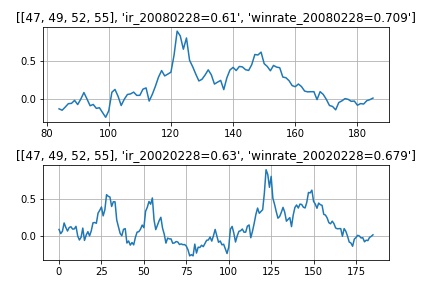 [[47, 49, 52, 55], 'ir_20080228=0.61', 'winrate_20080228=0.709']
0.5
0.0
80 100 120 140 160 180
[[47, 49, 52, 55], 'ir_20020228=0.63', 'winrate_20020228=0.679']
0.5
0.0
0 25 50 75 100 125 150 175